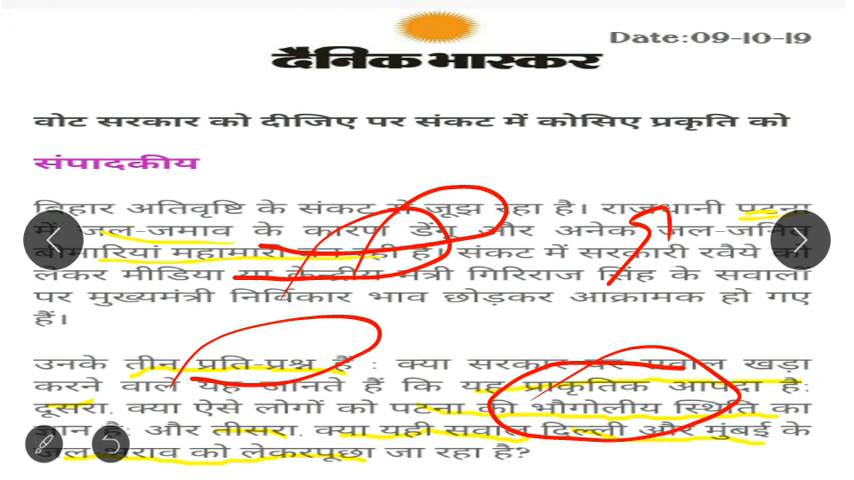 Date:09-10-19
दैनिक भास्कर
वोट सरकार को दीजिए पर संकट में कोसिए प्रकृति को
संपादकीय
बिहार अतिवृष्टि के संकट से जूझ रहा है। राजधानी पटना
में जल-जमाव के कारण डेंगू और अनेक जल-जनित
बीमारियां महामारी बन रही हैं। संकट में सरकारी रवैये को
लेकर मीडिया या केन्द्रीय मंत्री गिरिराज सिंह के सवालों
पर मुख्यमंत्री निर्विकार भाव छोड़कर आक्रामक हो गए
हैं।
उनके तीन प्रति-प्रश्न हैं : क्या सरकार पर सवाल खड़ा
करने वाले यह जानते हैं कि यह प्राकृतिक आपदा है;
दूसरा. क्या ऐसे लोगों को पटना की भौगोलीय स्थिति का
ज्ञान है; और तीसरा. क्या यही सवाल दिल्ली और मुंबई के
जल भराव को लेकरपूछा जा रहा है?